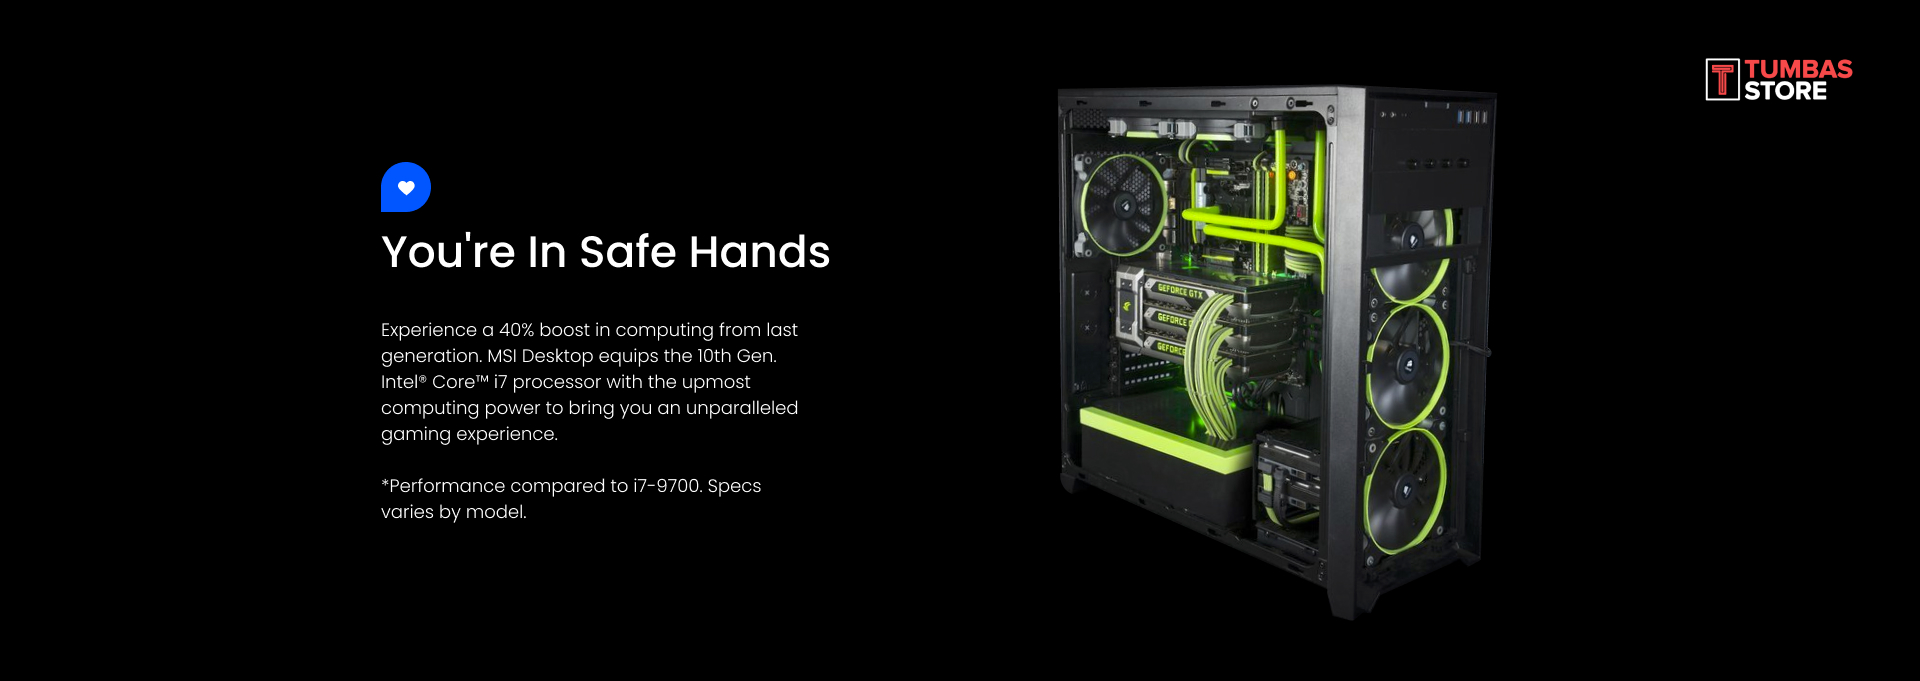 TUMBAS
STORE
You're In Safe Hands
Experience a 40% boost in computing from last
generation. MSI Desktop equips the 10th Gen.
Intel® Core™ i7 processor with the upmost
computing power to bring you an unparalleled
gaming experience.
*Performance compared to i7-9700. Specs
varies by model.
GEFORCE GTX
GEFORCE
GEFORCE